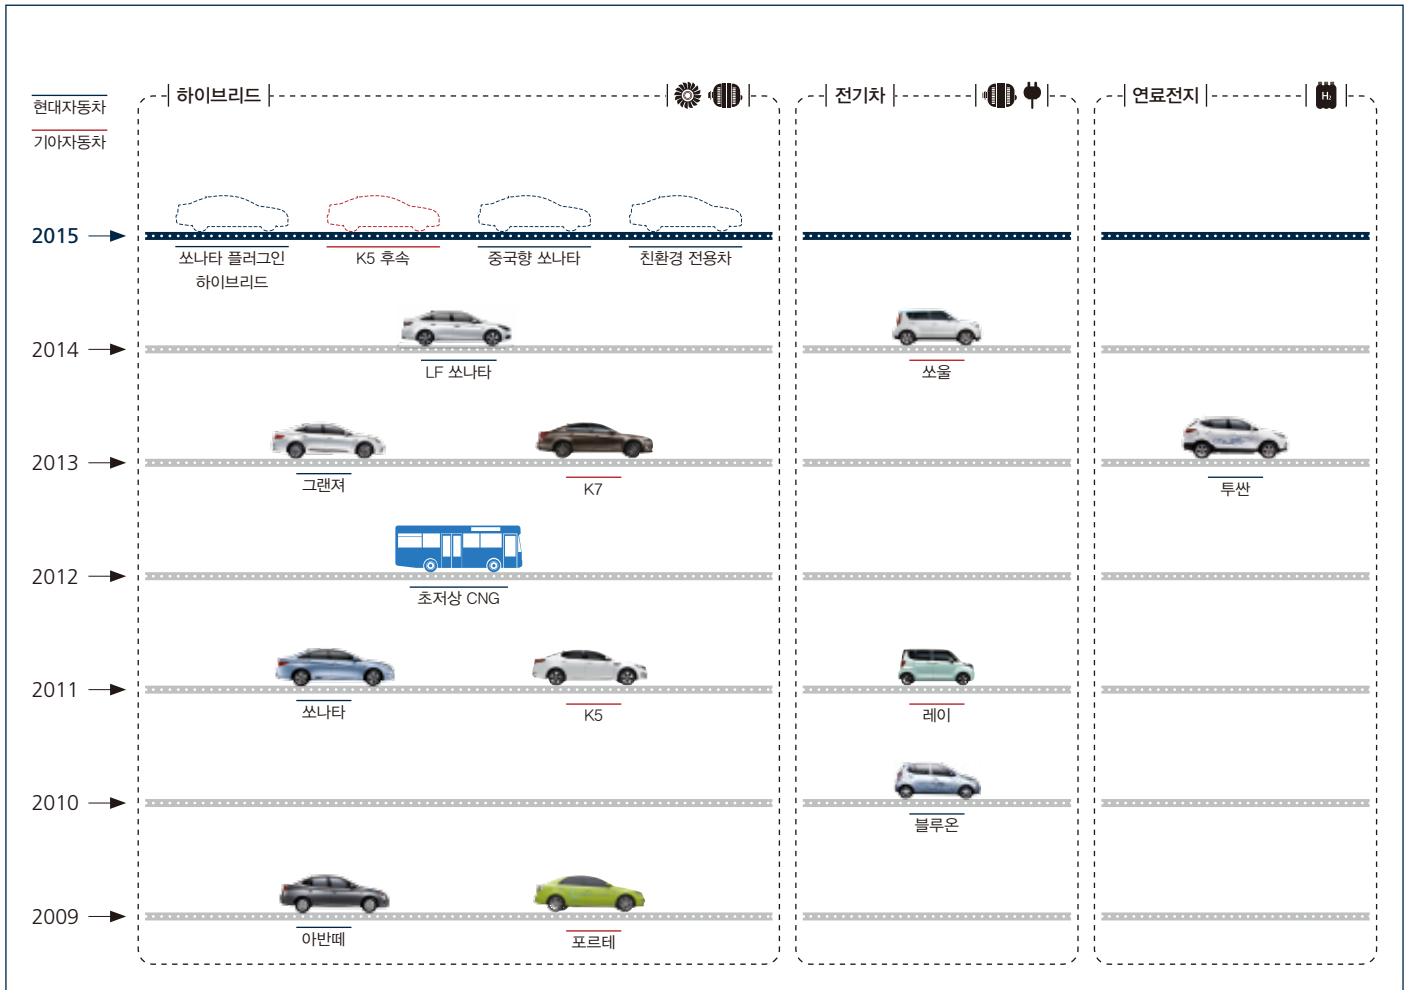 현대자동차
기아자동차
하이브리드
전기차
연료전지
H₂
2015
쏘나타 플러그인
하이브리드
K5 후속
중국향 쏘나타
친환경 전용차
2014
LF 쏘나타
쏘울
2013
그랜져
K7
투싼
2012
초저상 CNG
2011
쏘나타
K5
레이
2010
블루온
2009
아반떼
포르테